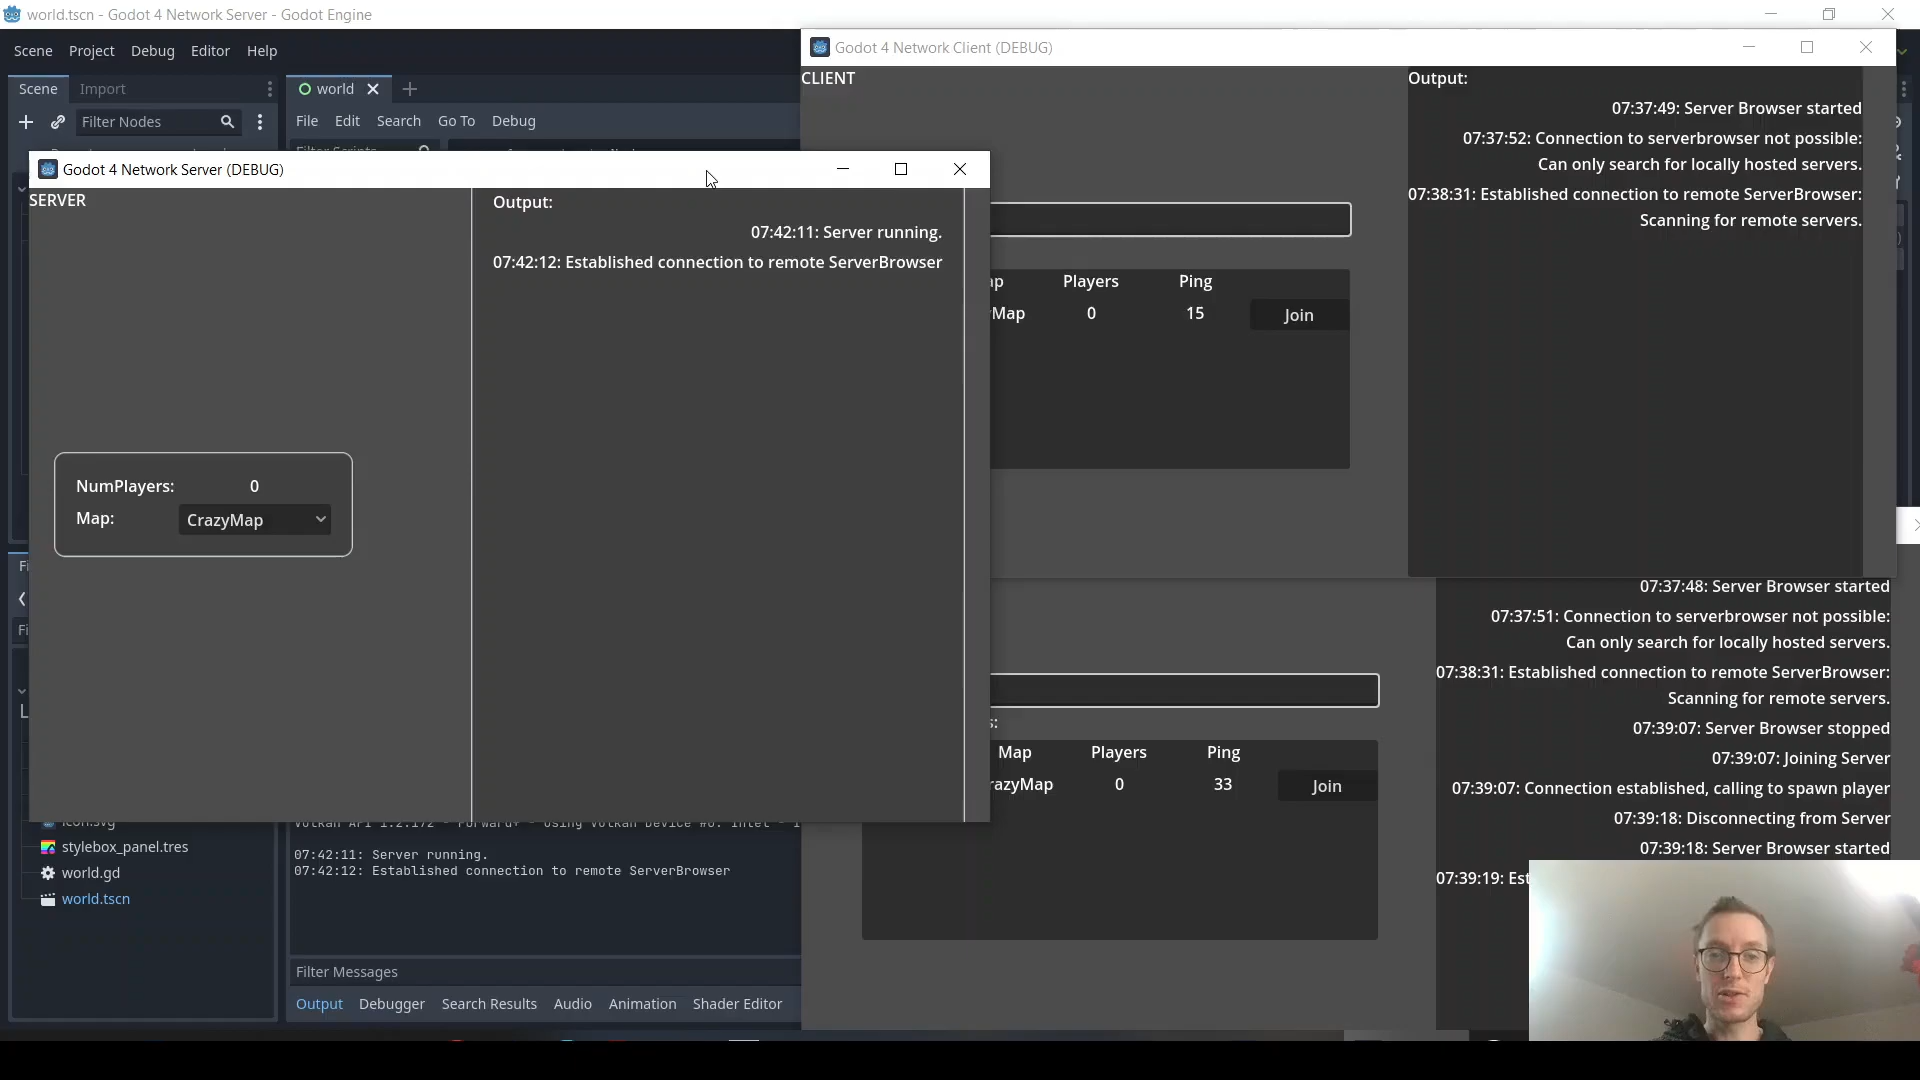 world.tscn - Godot 4 Network Server - Godot Engine
Scene Project Debug Editor Help
Scene Import
world
Filter Nodes
File Edit Search Go To Debug
Godot 4 Network Client (DEBUG)
CLIENT
Output:
07:37:49: Server Browser started
07:37:52: Connection to serverbrowser not possible:
Can only search for locally hosted servers.
07:38:31: Established connection to remote ServerBrowser:
Scanning for remote servers.
Players Ping
Map 0 15 Join
Godot 4 Network Server (DEBUG)
SERVER
Output:
07:42:11: Server running.
07:42:12: Established connection to remote ServerBrowser
NumPlayers: 0
Map: CrazyMap
07:37:48: Server Browser started
07:37:51: Connection to serverbrowser not possible:
Can only search for locally hosted servers.
07:38:31: Established connection to remote ServerBrowser:
Scanning for remote servers.
07:39:07: Server Browser stopped
07:39:07: Joining Server
07:39:07: Connection established, calling to spawn player
07:39:18: Disconnecting from Server
07:39:18: Server Browser started
07:39:19: Est
Map Players Ping
razyMap 0 33 Join
stylebox_panel.tres
world.gd
world.tscn
07:42:11: Server running.
07:42:12: Established connection to remote ServerBrowser
Filter Messages
Output Debugger Search Results Audio Animation Shader Editor